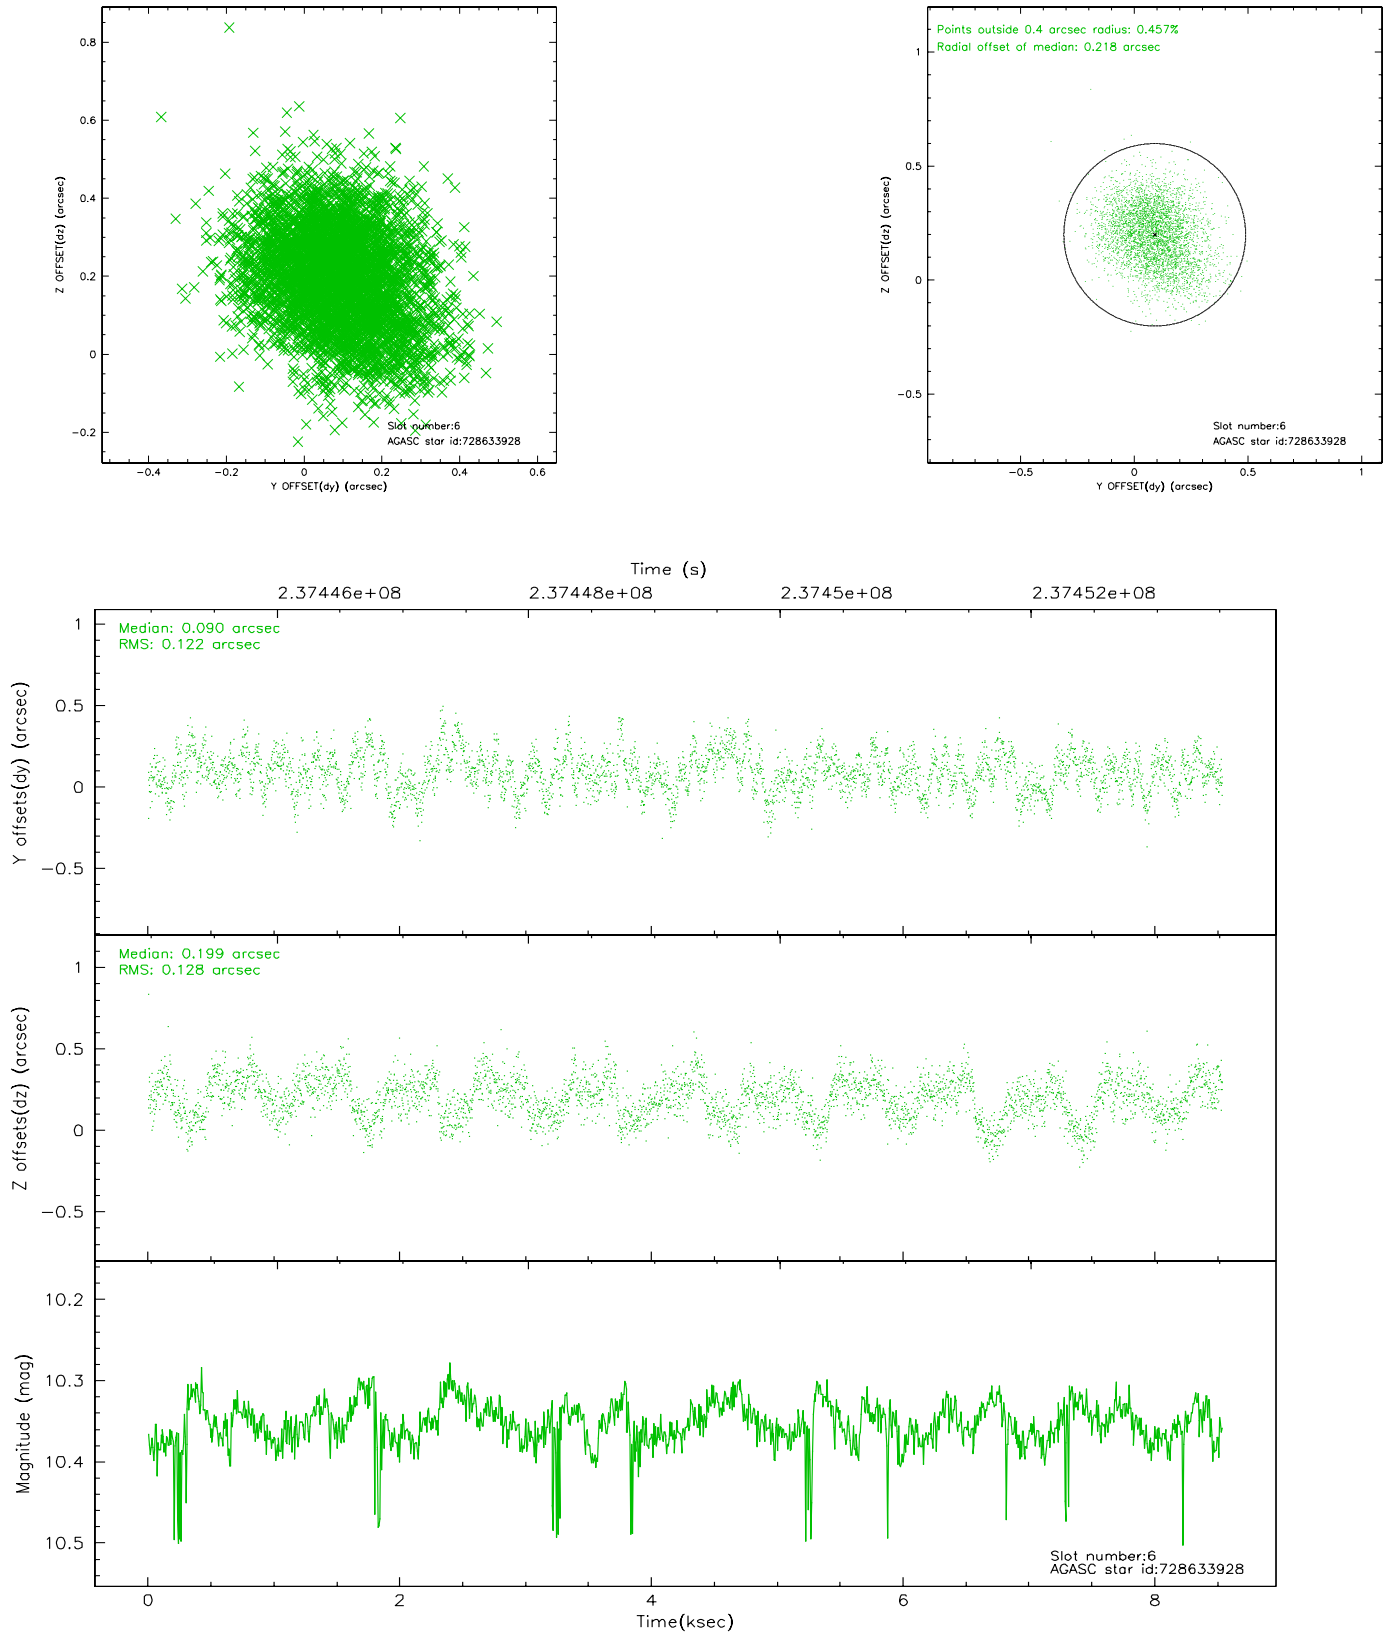 0.8
0.6
0.4
0.2
0
−0.2
Z OFFSET(dz) (arcsec)
−0.4 −0.2 0 0.2 0.4 0.6
Y OFFSET(dy) (arcsec)
Slot number:6
AGASC star id:728633928
Points outside 0.4 arcsec radius: 0.457%
Radial offset of median: 0.218 arcsec
1
0.5
0
−0.5
Z OFFSET(dz) (arcsec)
−0.5 0 0.5 1
Y OFFSET(dy) (arcsec)
Slot number:6
AGASC star id:728633928
Time (s)
2.37446e+08 2.37448e+08 2.3745e+08 2.37452e+08
Median: 0.090 arcsec
RMS: 0.122 arcsec
1
0.5
0
−0.5
Y offsets(dy) (arcsec)
Median: 0.199 arcsec
RMS: 0.128 arcsec
1
0.5
0
−0.5
Z offsets(dz) (arcsec)
10.2
10.3
10.4
10.5
Magnitude (mag)
Slot number:6
AGASC star id:728633928
0 2 4 6 8
Time(ksec)